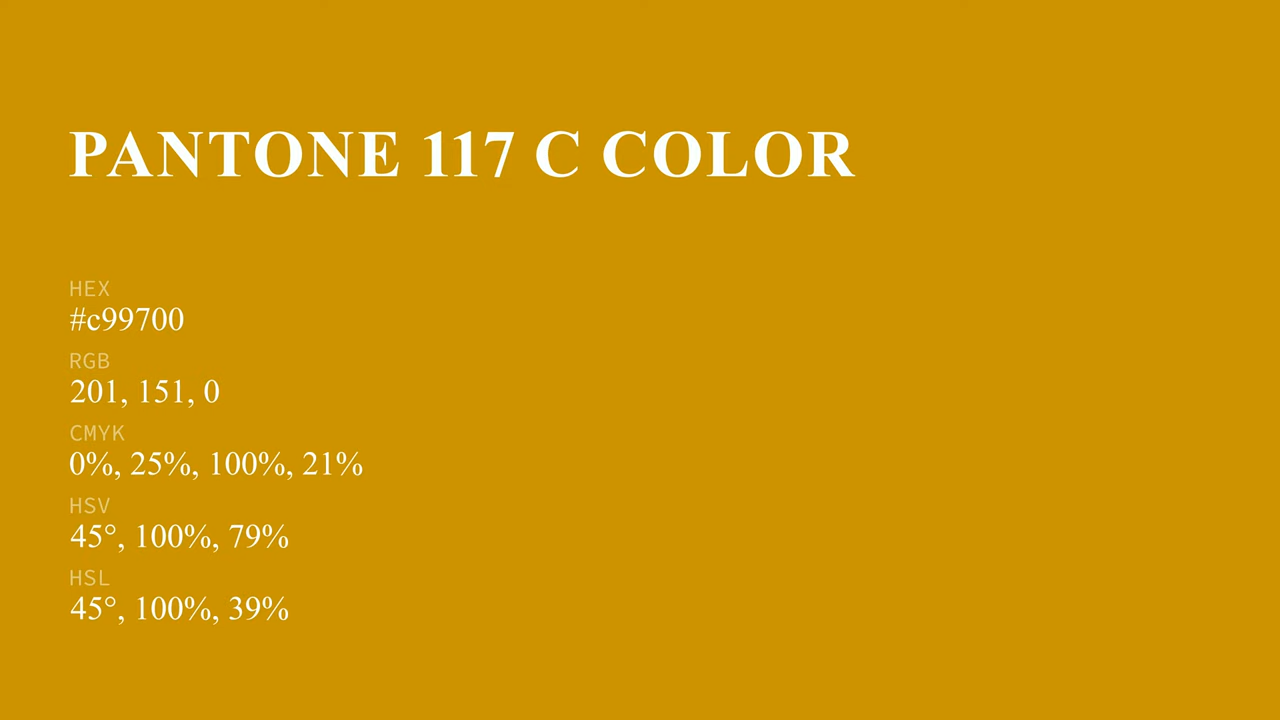 PANTONE 117 C COLOR
HEX
#c99700
RGB
201, 151, 0
CMYK
0%, 25%, 100%, 21%
HSV
45°, 100%, 79%
HSL
45°, 100%, 39%